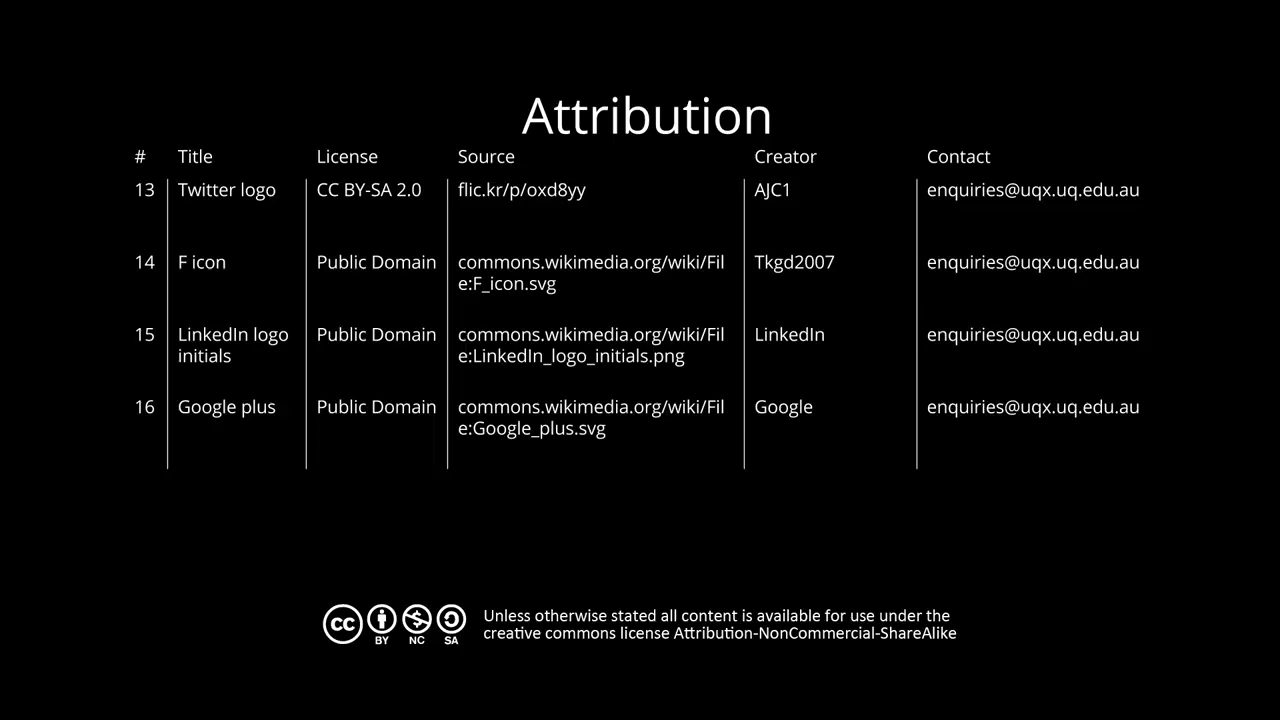 Attribution
# Title License Source Creator Contact
13 Twitter logo CC BY-SA 2.0 flic.kr/p/oxd8yy AJC1 enquiries@uqx.uq.edu.au
14 F icon Public Domain commons.wikimedia.org/wiki/Fil Tkgd2007 enquiries@uqx.uq.edu.au
e:F_icon.svg
15 LinkedIn logo Public Domain commons.wikimedia.org/wiki/Fil LinkedIn enquiries@uqx.uq.edu.au
initials e:LinkedIn_logo_initials.png
16 Google plus Public Domain commons.wikimedia.org/wiki/Fil Google enquiries@uqx.uq.edu.au
e:Google_plus.svg
cc
BY NC SA
Unless otherwise stated all content is available for use under the
creative commons license Attribution-NonCommercial-ShareAlike